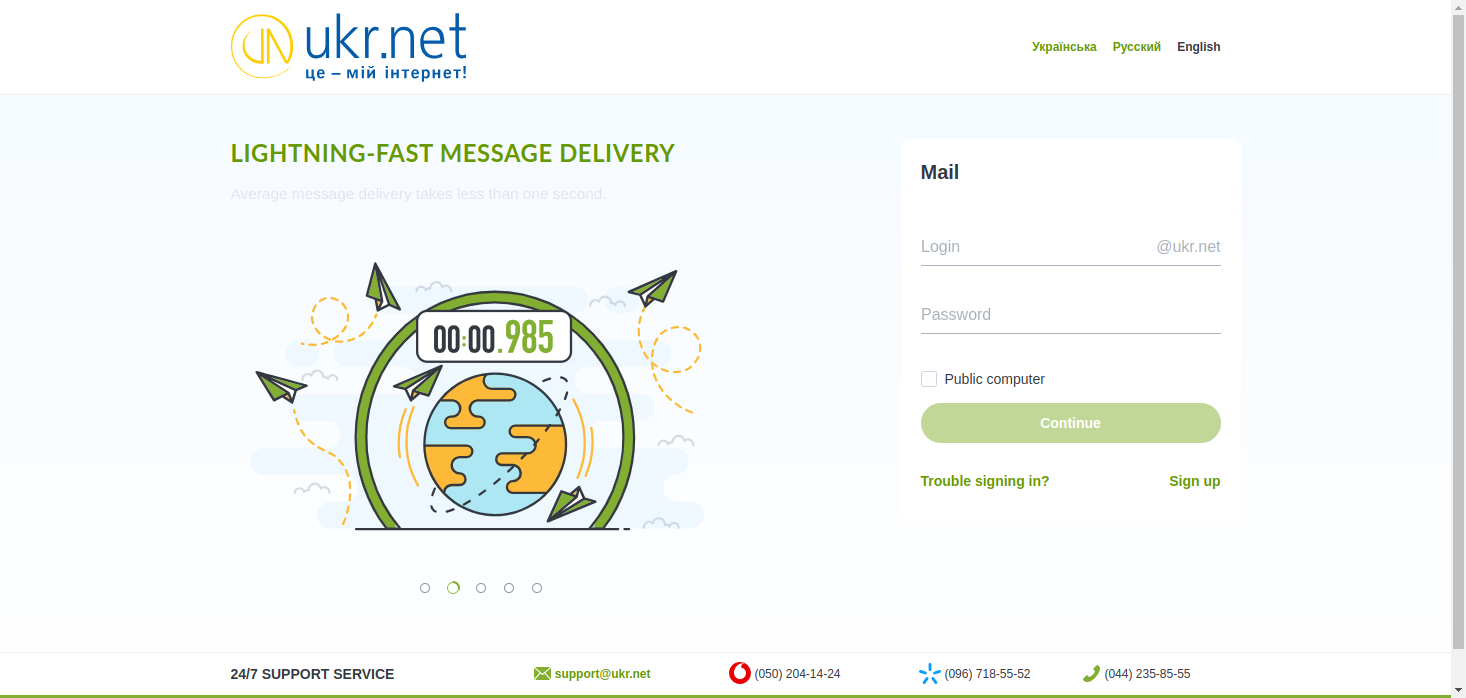 ukr.net
це – мій інтернет!
Українська Русский English
LIGHTNING-FAST MESSAGE DELIVERY
Average message delivery takes less than one second.
00:00.985
Mail
Login @ukr.net
Password
Public computer
Continue
Trouble signing in? Sign up
24/7 SUPPORT SERVICE support@ukr.net (050) 204-14-24 (096) 718-55-52 (044) 235-85-55